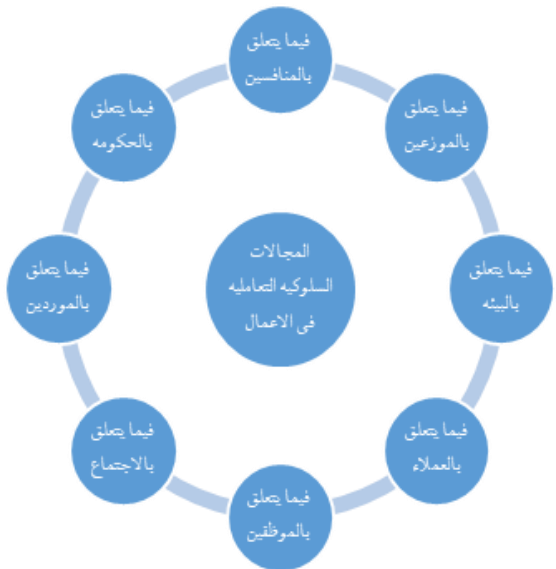 فيما يتعلق
بالمنافسين
فيما يتعلق
بالموزعين
فيما يتعلق
بالبيئه
فيما يتعلق
بالعملاء
فيما يتعلق
بالموظفين
فيما يتعلق
بالاجتماع
فيما يتعلق
بالموردين
فيما يتعلق
بالحكومه
المجالات
السلوكيه التعامليه
فى الاعمال